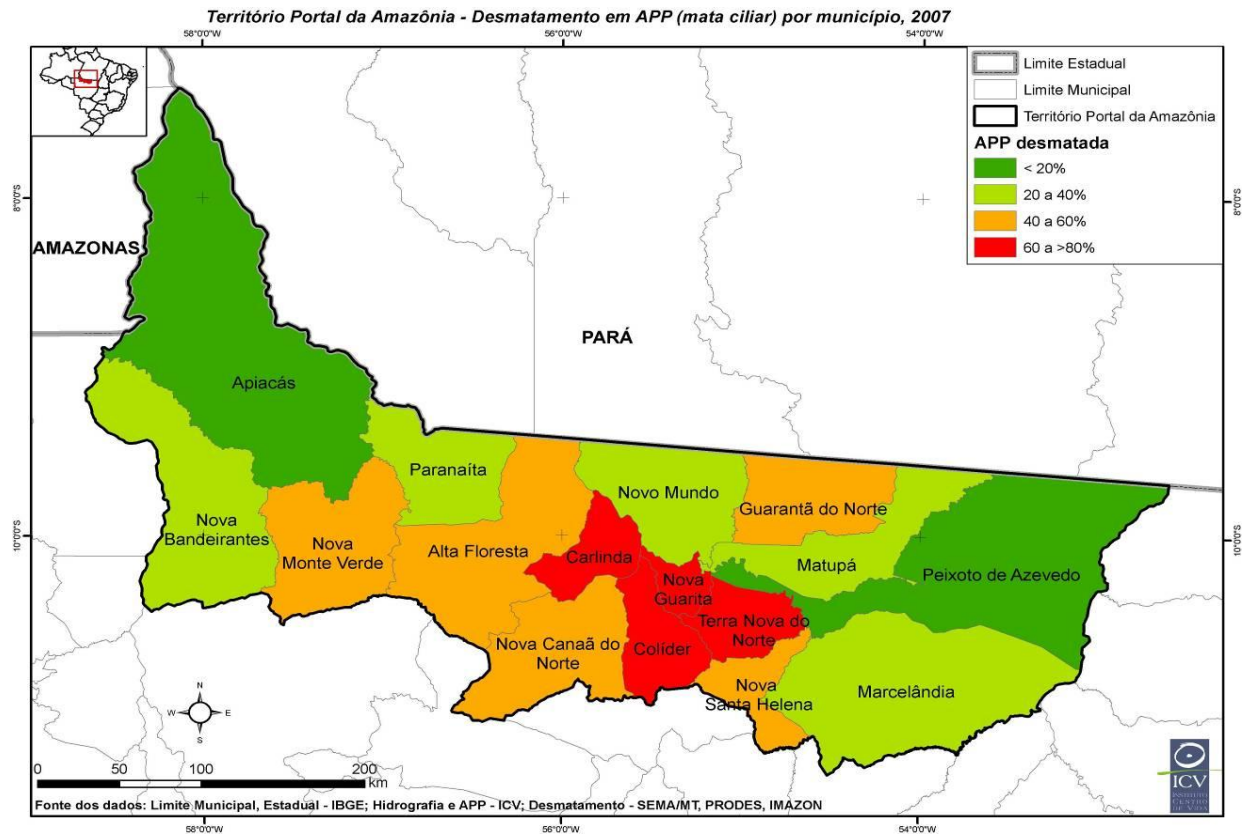 Território Portal da Amazônia - Desmatamento em APP (mata ciliar) por município, 2007
58°0'0"W
56°0'0"W
54°0'0"W
Limite Estadual
Limite Municipal
Território Portal da Amazônia
APP desmatada
< 20%
20 a 40%
40 a 60%
60 a >80%
8°0'0"S
8°0'0"S
AMAZONAS
PARÁ
Apiacás
Paranaíta
Novo Mundo
Guarantã do Norte
Nova
Bandeirantes
Nova
Monte Verde
Alta Floresta
Carlinda
Matupá
Peixoto de Azevedo
10°0'0"S
10°0'0"S
Nova
Guarita
Terra Nova do
Norte
Nova Canaã do
Norte
Colíder
Nova
Santa Helena
Marcelândia
N
W
E
S
0
50
100
200
km
ICV
INSTITUTO
CENTRO
DE VIDA
Fonte dos dados: Limite Municipal, Estadual - IBGE; Hidrografia e APP - ICV; Desmatamento - SEMA/MT, PRODES, IMAZON
58°0'0"W
56°0'0"W
54°0'0"W